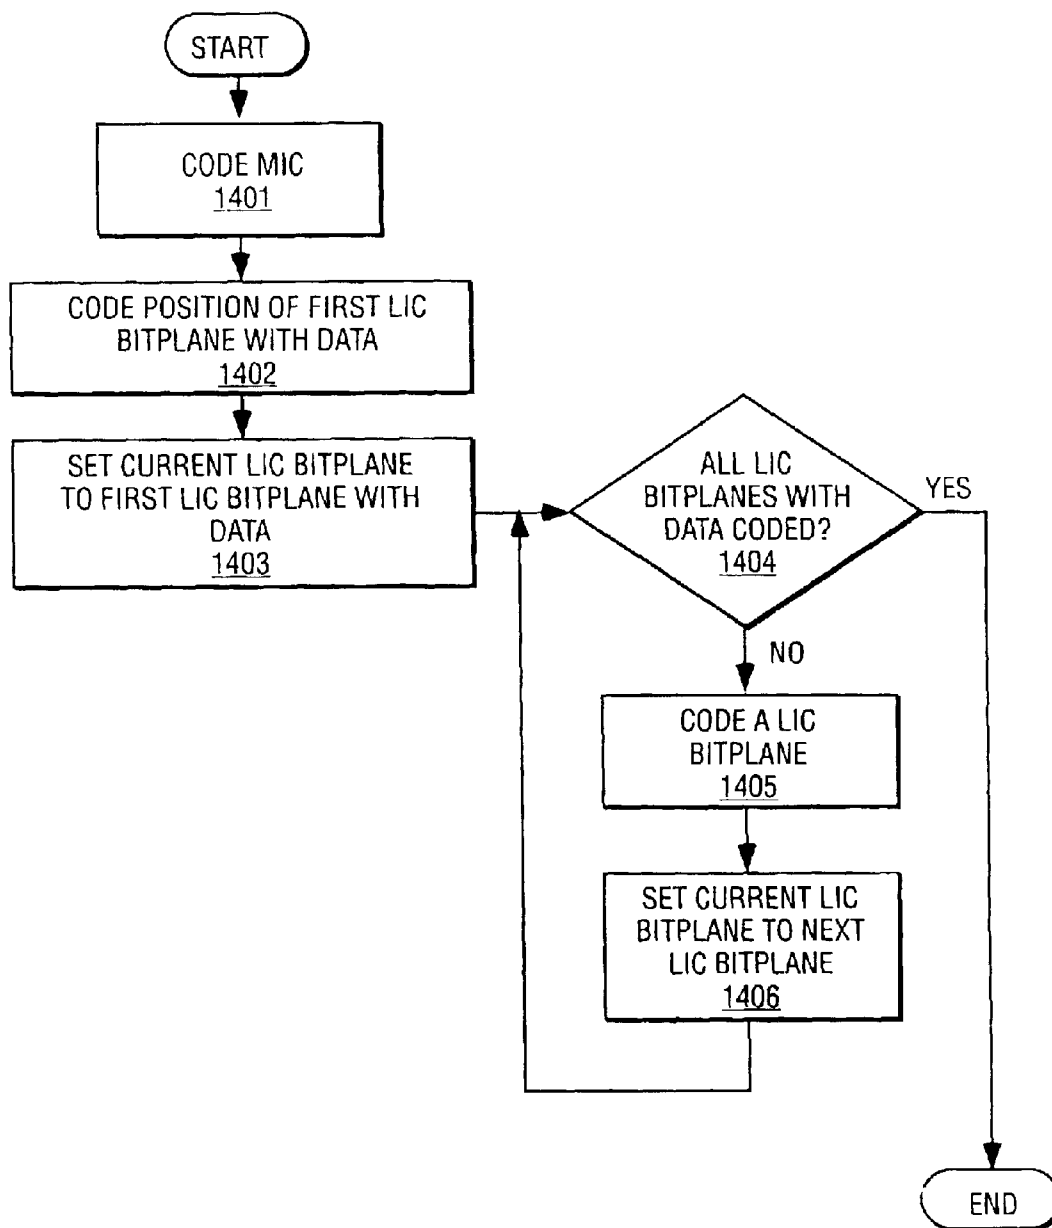 START
CODE MIC
1401
CODE POSITION OF FIRST LIC
BITPLANE WITH DATA
1402
SET CURRENT LIC BITPLANE
TO FIRST LIC BITPLANE WITH
DATA
1403
ALL LIC
BITPLANES WITH
DATA CODED?
1404
YES
NO
CODE A LIC
BITPLANE
1405
SET CURRENT LIC
BITPLANE TO NEXT
LIC BITPLANE
1406
END